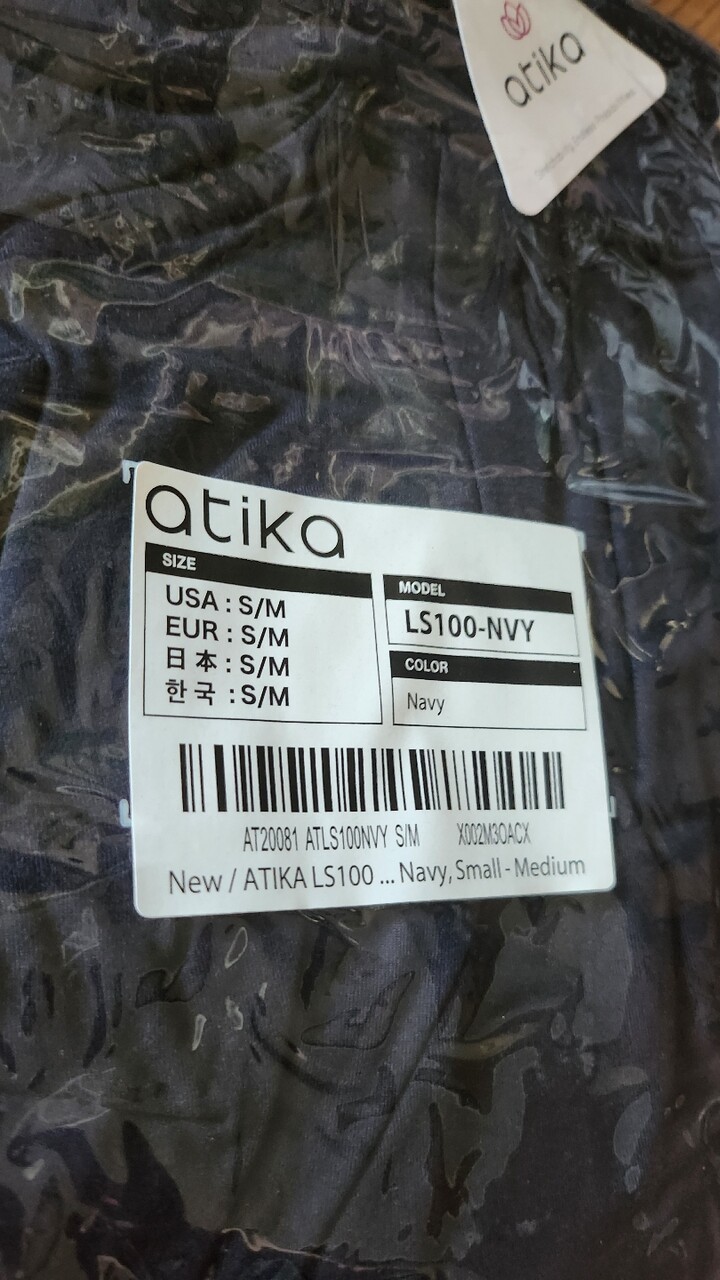 atika
atika
SIZE
USA : S/M
EUR : S/M
日 本 : S/M
한 국 : S/M
MODEL
LS100-NVY
COLOR
Navy
AT20081 ATLS100NVY S/M X002M3OACX
New / ATIKA LS100 ... Navy, Small - Medium